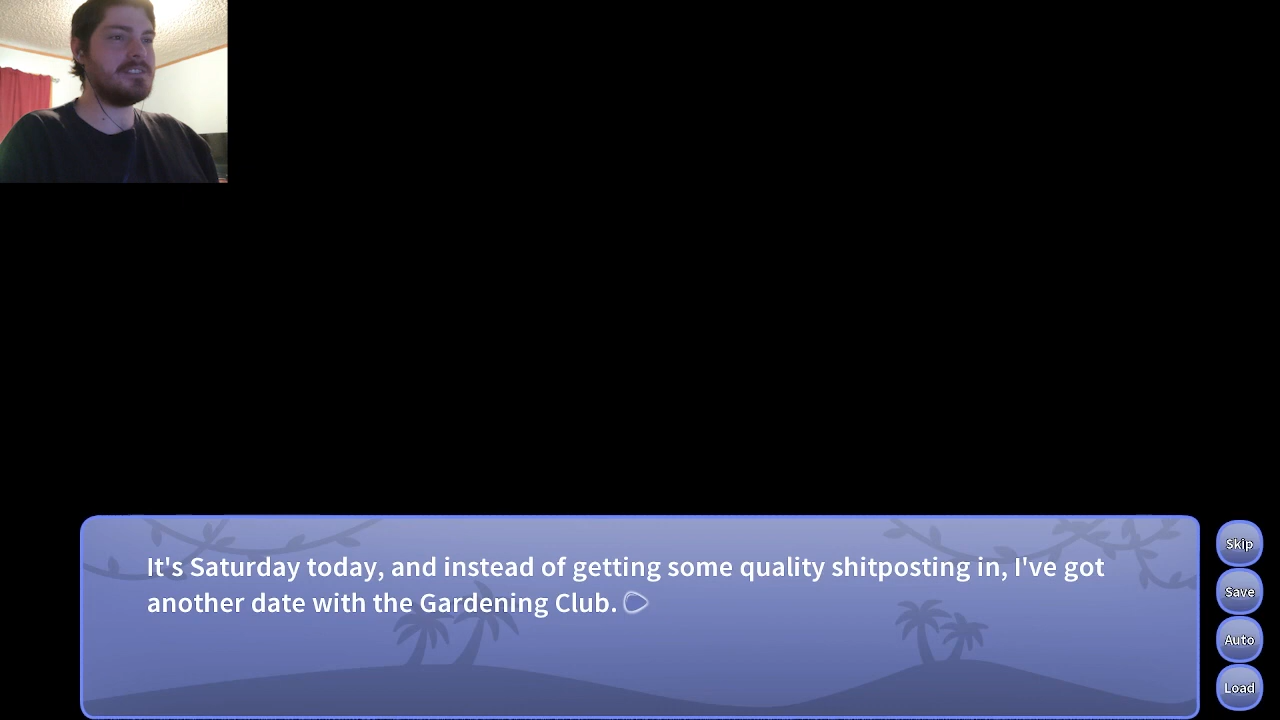 It's Saturday today, and instead of getting some quality shitposting in, I've got
another date with the Gardening Club.
Skip
Save
Auto
Load